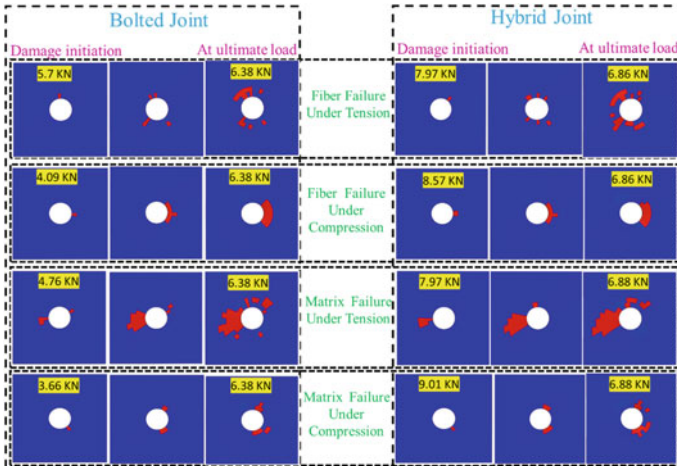 Bolted Joint
Hybrid Joint
Damage initiation
At ultimate load
Damage initiation
At ultimate load
5.7 KN
6.38 KN
Fiber Failure
Under Tension
7.97 KN
6.86 KN
4.09 KN
6.38 KN
Fiber Failure
Under
Compression
8.57 KN
6.86 KN
4.76 KN
6.38 KN
Matrix Failure
Under Tension
7.97 KN
6.88 KN
3.66 KN
6.38 KN
Matrix Failure
Under
Compression
9.01 KN
6.88 KN